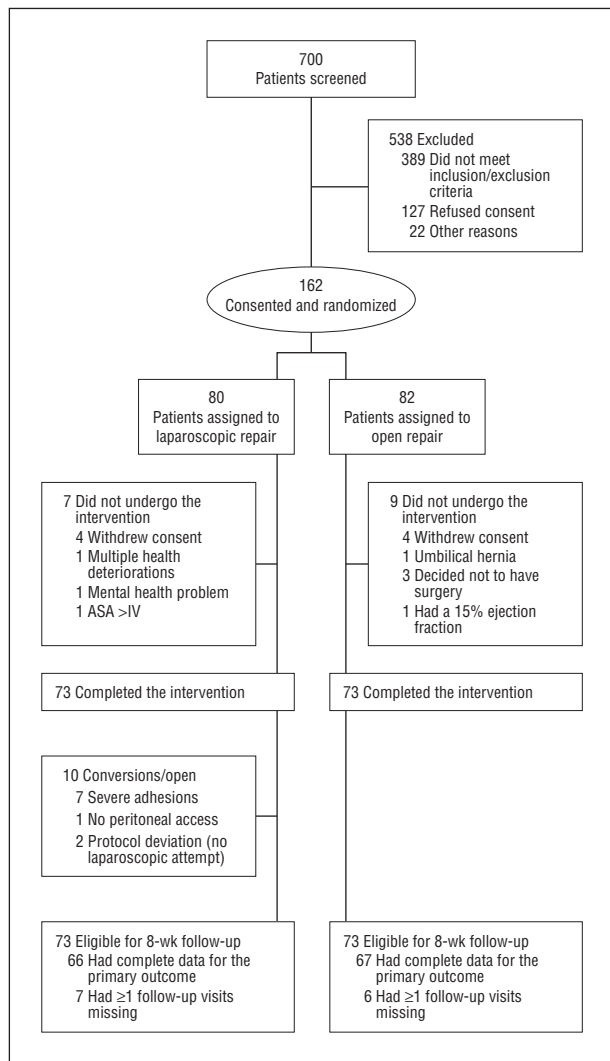 700
Patients screened
538 Excluded
389 Did not meet
inclusion/exclusion
criteria
127 Refused consent
22 Other reasons
162
Consented and randomized
80
Patients assigned to
laparoscopic repair
82
Patients assigned to
open repair
7 Did not undergo the
intervention
4 Withdrew consent
1 Multiple health
deteriorations
1 Mental health problem
1 ASA >IV
9 Did not undergo the
intervention
4 Withdrew consent
1 Umbilical hernia
3 Decided not to have
surgery
1 Had a 15% ejection
fraction
73 Completed the intervention
73 Completed the intervention
10 Conversions/open
7 Severe adhesions
1 No peritoneal access
2 Protocol deviation (no
laparoscopic attempt)
73 Eligible for 8-wk follow-up
66 Had complete data for the
primary outcome
7 Had ≥1 follow-up visits
missing
73 Eligible for 8-wk follow-up
67 Had complete data for the
primary outcome
6 Had ≥1 follow-up visits
missing